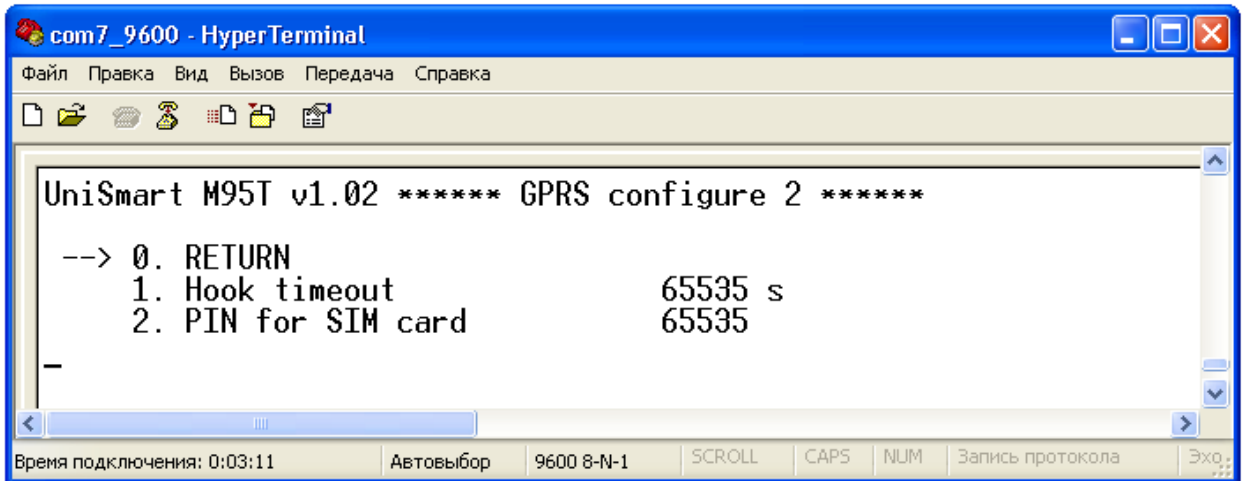 com7_9600 - HyperTerminal
Файл Правка Вид Вызов Передача Справка
UniSmart M95T v1.02 ****** GPRS configure 2 ******
--> 0. RETURN
1. Hook timeout 65535 s
2. PIN for SIM card 65535
_
Время подключения: 0:03:11 Автовыбор 9600 8-N-1 SCROLL CAPS NUM Запись протокола Эхо